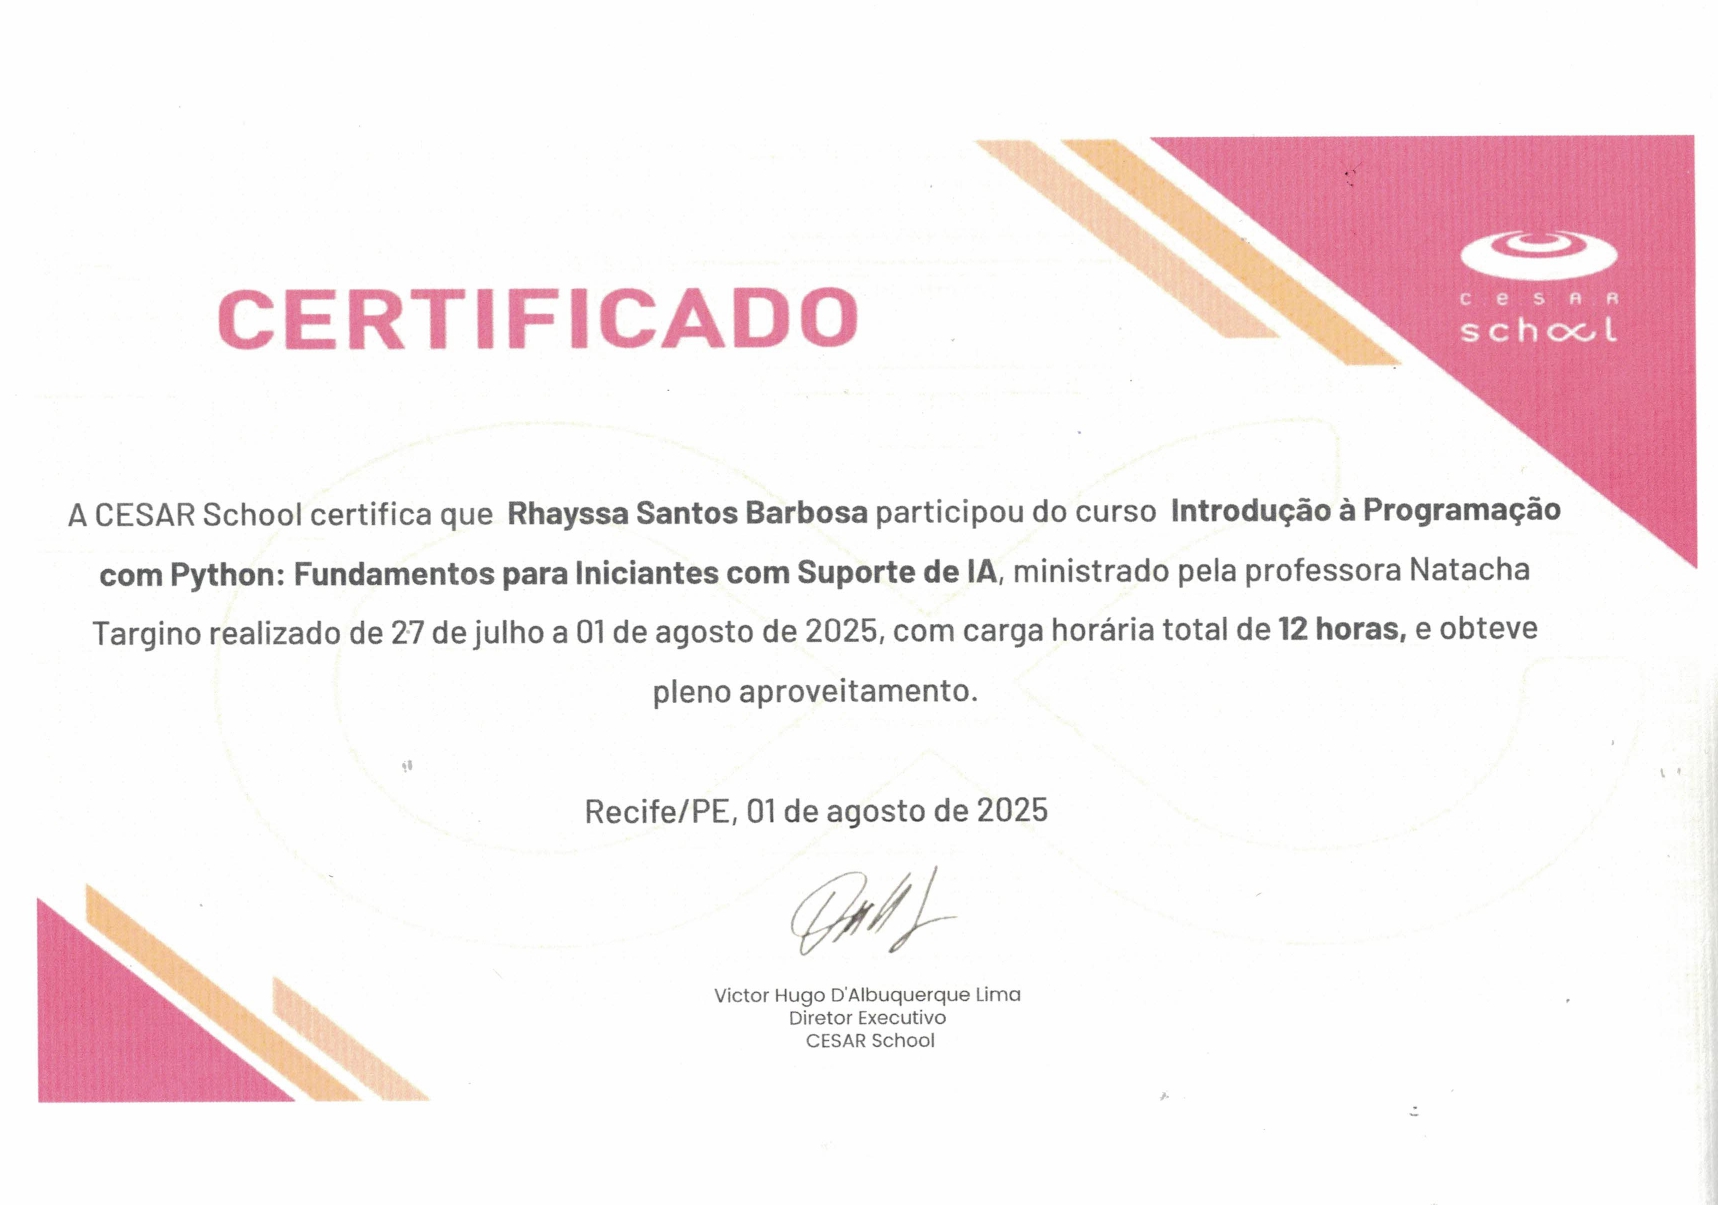 cesar
school
CERTIFICADO
A CESAR School certifica que Rhayssa Santos Barbosa participou do curso Introdução à Programação
com Python: Fundamentos para Iniciantes com Suporte de IA, ministrado pela professora Natacha
Targino realizado de 27 de julho a 01 de agosto de 2025, com carga horária total de 12 horas, e obteve
pleno aproveitamento.
Recife/PE, 01 de agosto de 2025
Victor Hugo D'Albuquerque Lima
Diretor Executivo
CESAR School